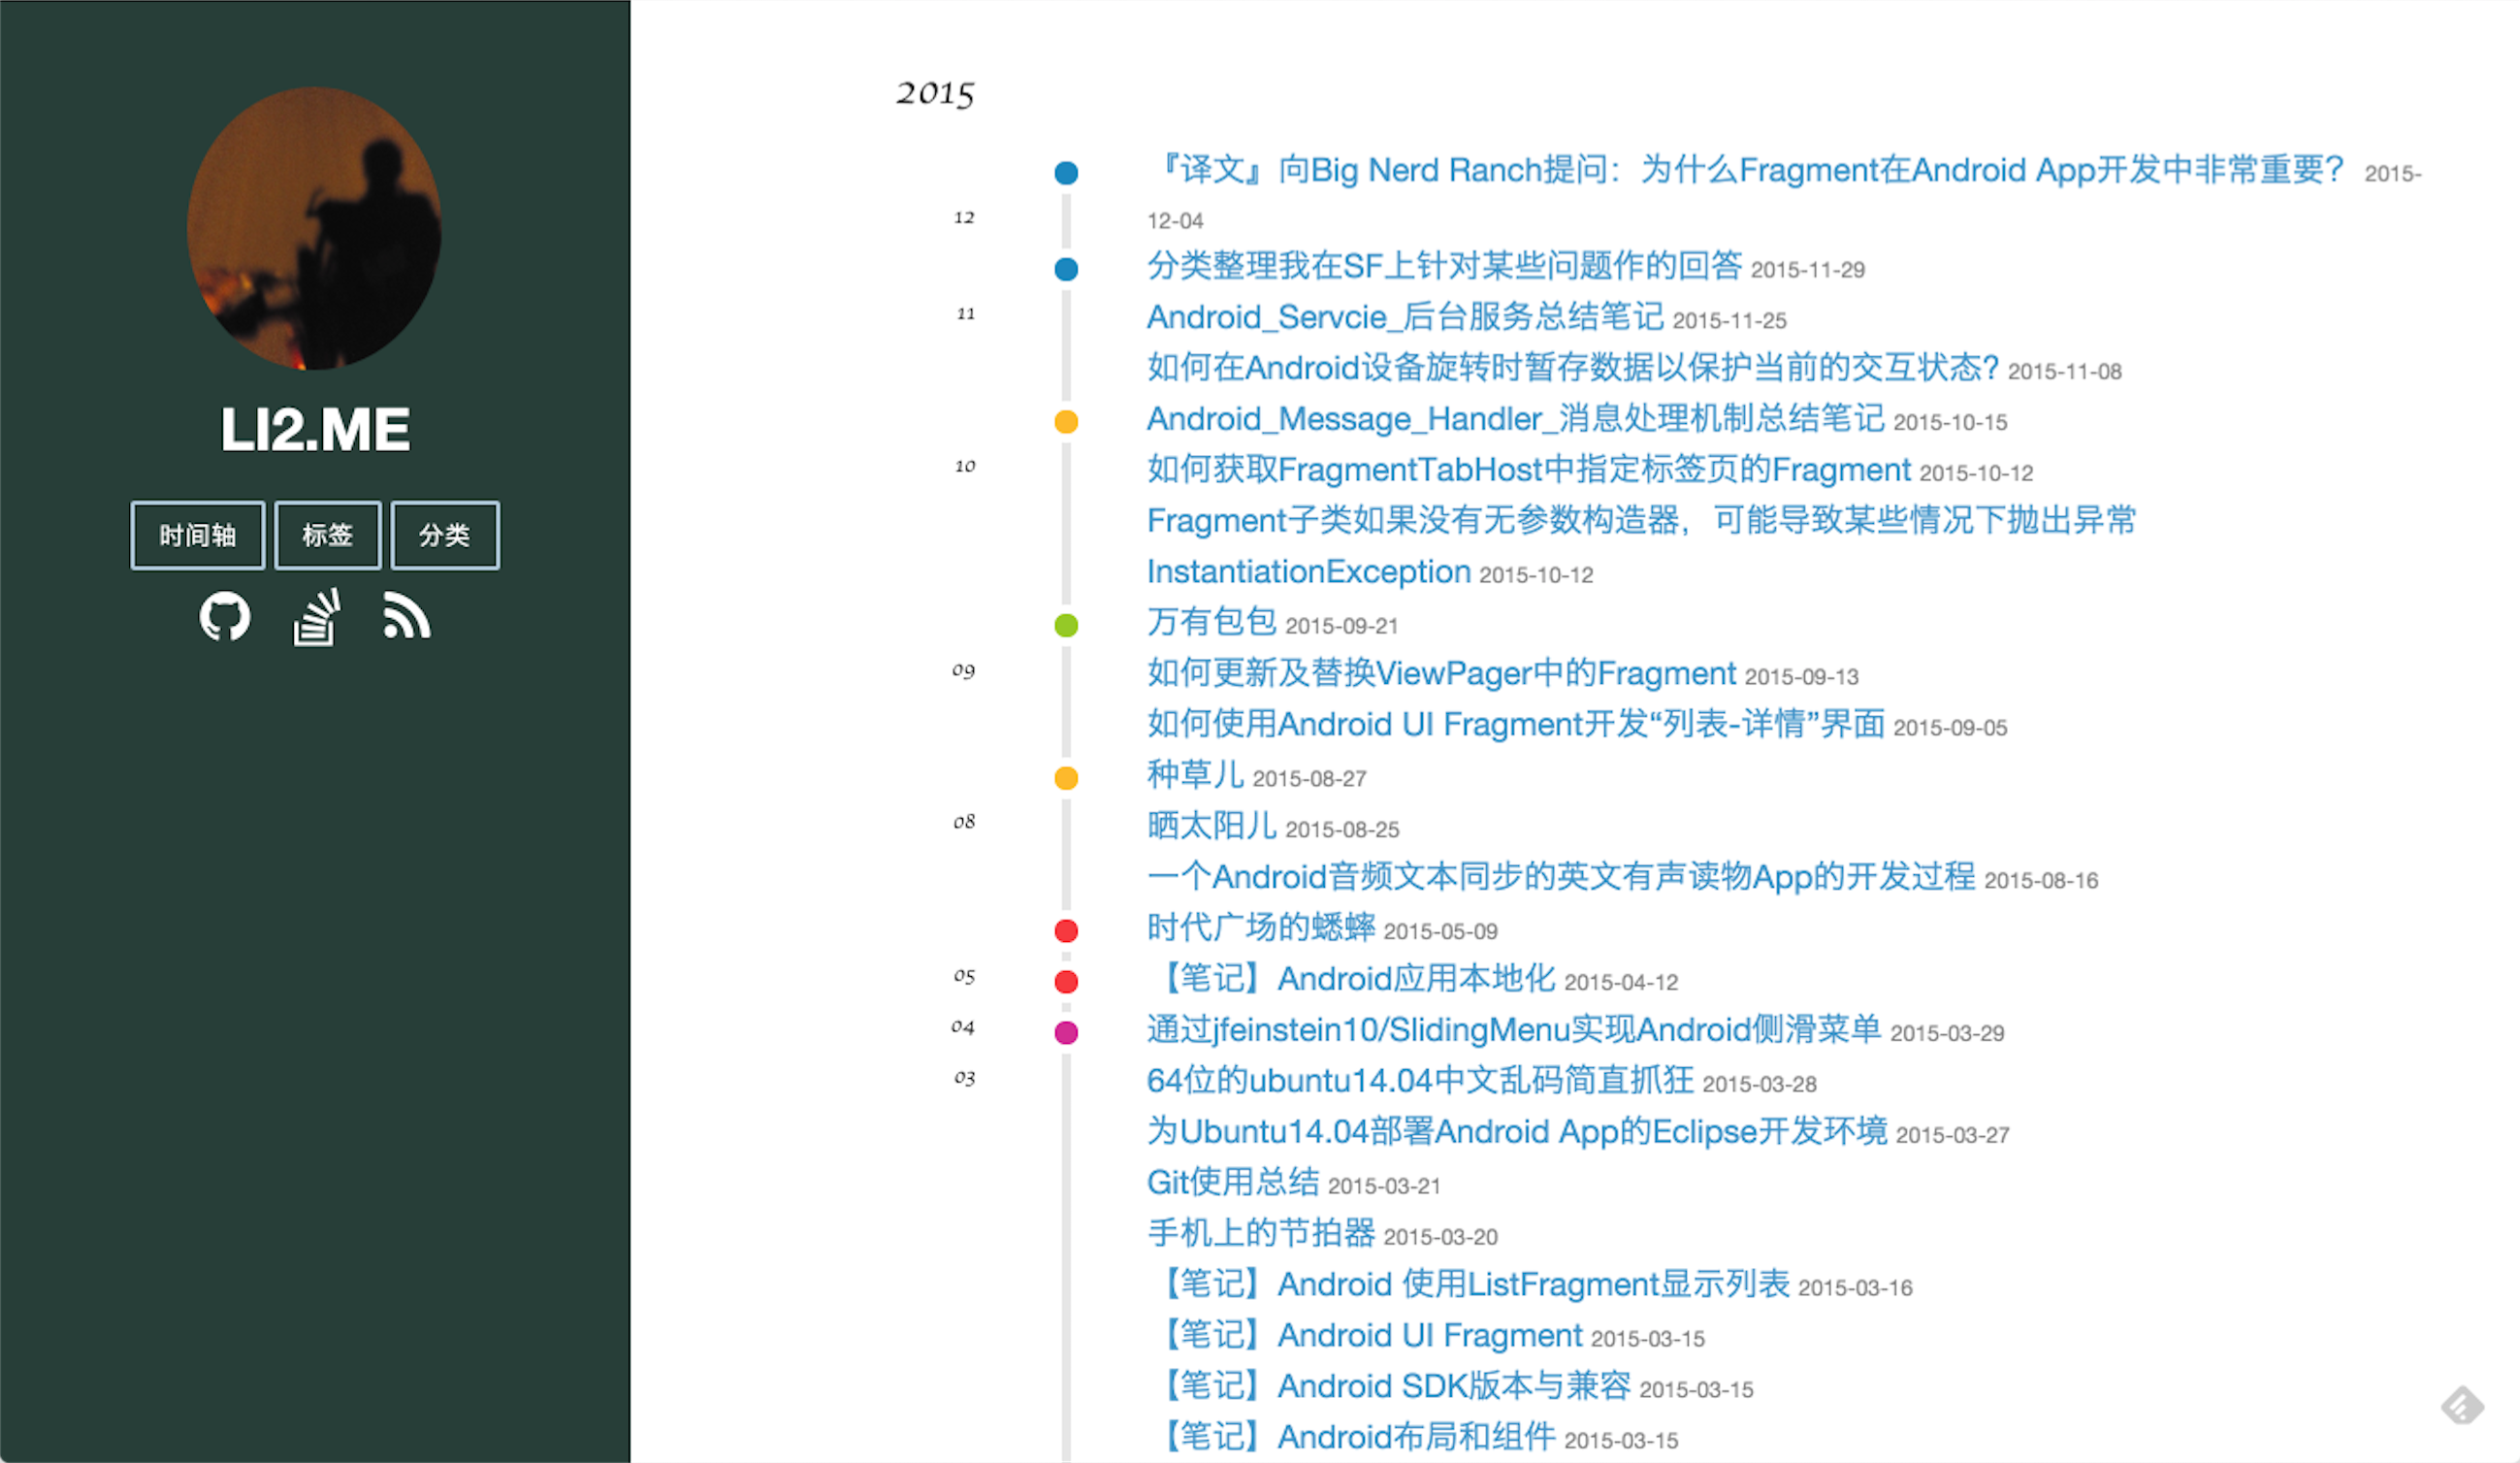 LI2.ME
时间轴 标签 分类
2015
『译文』向Big Nerd Ranch提问：为什么Fragment在Android App开发中非常重要？ 2015-
12-04
12
分类整理我在SF上针对某些问题作的回答 2015-11-29
11
Android_Servcie_后台服务总结笔记 2015-11-25
如何在Android设备旋转时暂存数据以保护当前的交互状态? 2015-11-08
Android_Message_Handler_消息处理机制总结笔记 2015-10-15
10
如何获取FragmentTabHost中指定标签页的Fragment 2015-10-12
Fragment子类如果没有无参数构造器，可能导致某些情况下抛出异常
InstantiationException 2015-10-12
万有包包 2015-09-21
09
如何更新及替换ViewPager中的Fragment 2015-09-13
如何使用Android UI Fragment开发“列表-详情”界面 2015-09-05
种草儿 2015-08-27
08
晒太阳儿 2015-08-25
一个Android音频文本同步的英文有声读物App的开发过程 2015-08-16
时代广场的蟋蟀 2015-05-09
05
【笔记】Android应用本地化 2015-04-12
04
通过jfeinstein10/SlidingMenu实现Android侧滑菜单 2015-03-29
03
64位的ubuntu14.04中文乱码简直抓狂 2015-03-28
为Ubuntu14.04部署Android App的Eclipse开发环境 2015-03-27
Git使用总结 2015-03-21
手机上的节拍器 2015-03-20
【笔记】Android 使用ListFragment显示列表 2015-03-16
【笔记】Android UI Fragment 2015-03-15
【笔记】Android SDK版本与兼容 2015-03-15
【笔记】Android布局和组件 2015-03-15